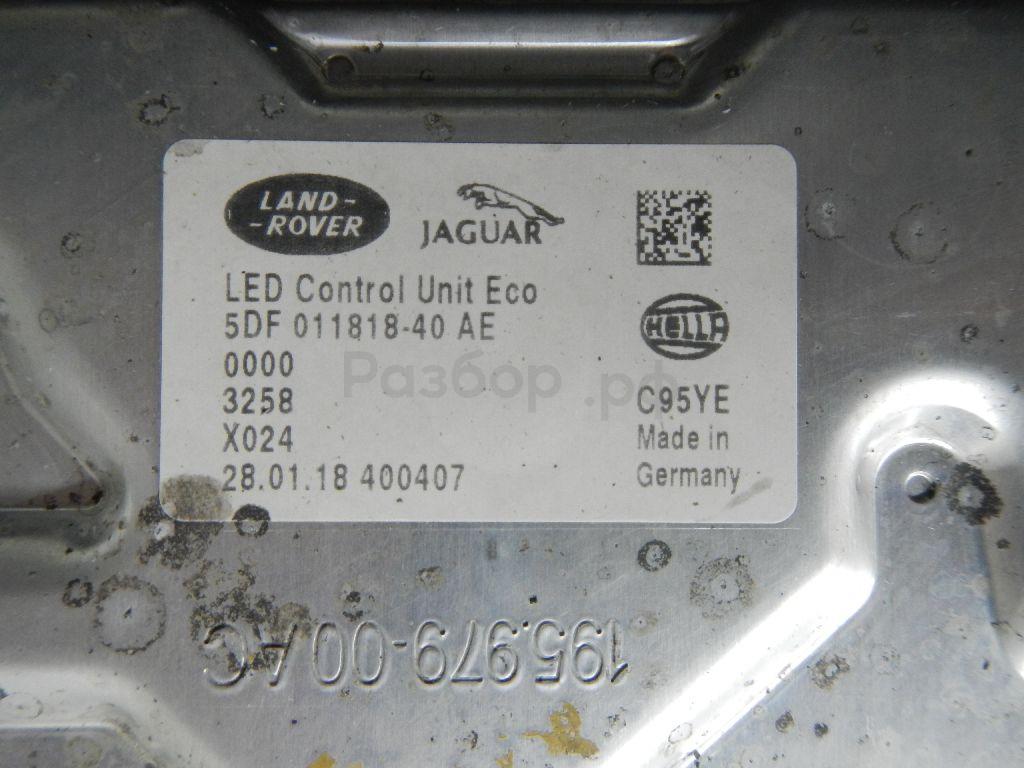 LAND-
-ROVER
JAGUAR
LED Control Unit Eco
5DF 011818-40 AE
HELLA
0000
Разбор.рф
3258
C95YE
X024
Made in
28.01.18 400407
Germany
195.979-00 AG